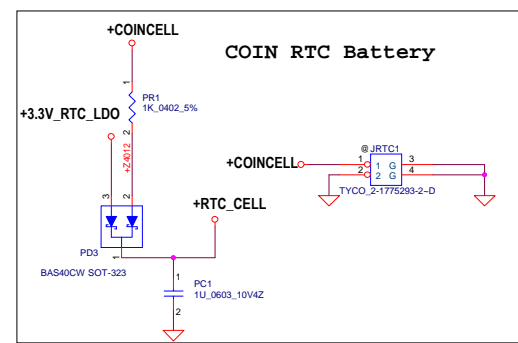 +COINCELL
COIN RTC Battery
1
PR1
1K_0402_5%
2
+3.3V_RTC_LDO
+Z4012
@ JRTC1
+COINCELL
1 1 G 3
2 2 G 4
TYCO_2-1775293-2~D
3 2
+RTC_CELL
PD3
1
BAS40CW SOT-323
1
PC1
1U_0603_10V4Z
2